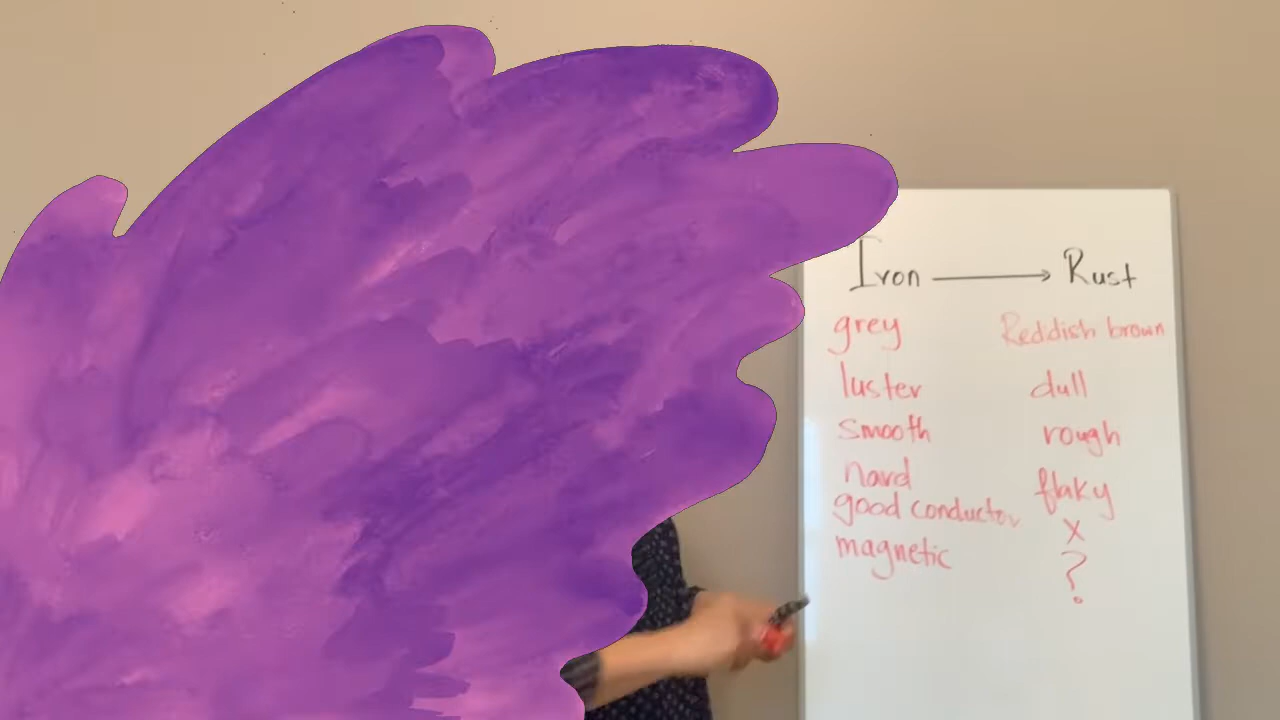 Iron → Rust
grey Reddish brown
luster dull
smooth rough
hard flaky
good conductor x
magnetic ?